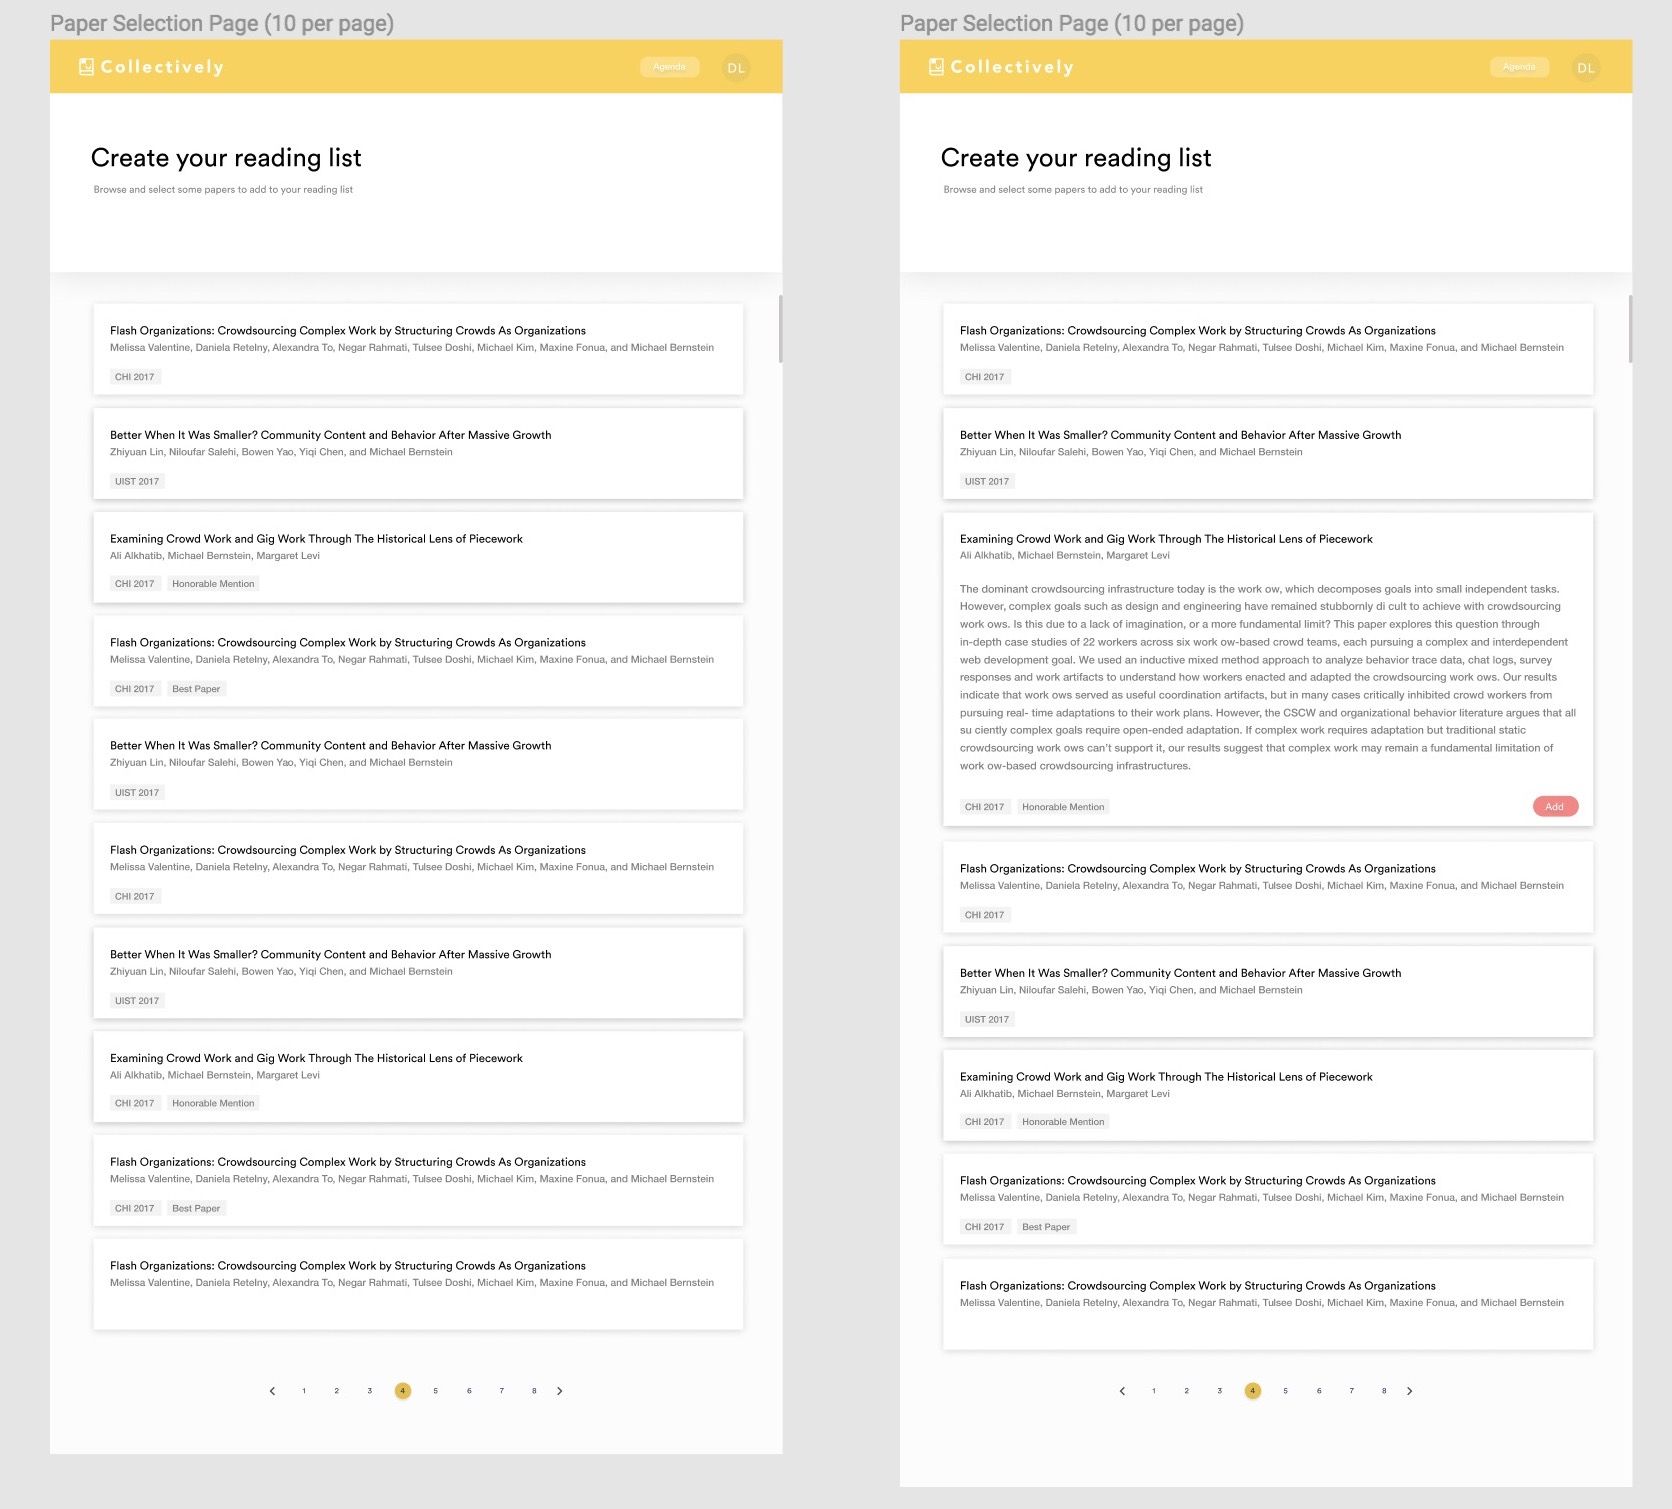 Paper Selection Page (10 per page)
Collectively
Agenda
DL
Create your reading list
Browse and select some papers to add to your reading list
Flash Organizations: Crowdsourcing Complex Work by Structuring Crowds As Organizations
Melissa Valentine, Daniela Retelny, Alexandra To, Negar Rahmati, Tulsee Doshi, Michael Kim, Maxine Fonua, and Michael Bernstein
CHI 2017
Better When It Was Smaller? Community Content and Behavior After Massive Growth
Zhiyuan Lin, Niloufar Salehi, Bowen Yao, Yiqi Chen, and Michael Bernstein
UIST 2017
Examining Crowd Work and Gig Work Through The Historical Lens of Piecework
Ali Alkhatib, Michael Bernstein, Margaret Levi
CHI 2017 Honorable Mention
Flash Organizations: Crowdsourcing Complex Work by Structuring Crowds As Organizations
Melissa Valentine, Daniela Retelny, Alexandra To, Negar Rahmati, Tulsee Doshi, Michael Kim, Maxine Fonua, and Michael Bernstein
CHI 2017 Best Paper
Better When It Was Smaller? Community Content and Behavior After Massive Growth
Zhiyuan Lin, Niloufar Salehi, Bowen Yao, Yiqi Chen, and Michael Bernstein
UIST 2017
Flash Organizations: Crowdsourcing Complex Work by Structuring Crowds As Organizations
Melissa Valentine, Daniela Retelny, Alexandra To, Negar Rahmati, Tulsee Doshi, Michael Kim, Maxine Fonua, and Michael Bernstein
CHI 2017
Better When It Was Smaller? Community Content and Behavior After Massive Growth
Zhiyuan Lin, Niloufar Salehi, Bowen Yao, Yiqi Chen, and Michael Bernstein
UIST 2017
Examining Crowd Work and Gig Work Through The Historical Lens of Piecework
Ali Alkhatib, Michael Bernstein, Margaret Levi
CHI 2017 Honorable Mention
Flash Organizations: Crowdsourcing Complex Work by Structuring Crowds As Organizations
Melissa Valentine, Daniela Retelny, Alexandra To, Negar Rahmati, Tulsee Doshi, Michael Kim, Maxine Fonua, and Michael Bernstein
CHI 2017 Best Paper
Flash Organizations: Crowdsourcing Complex Work by Structuring Crowds As Organizations
Melissa Valentine, Daniela Retelny, Alexandra To, Negar Rahmati, Tulsee Doshi, Michael Kim, Maxine Fonua, and Michael Bernstein
1 2 3 4 5 6 7 8
Paper Selection Page (10 per page)
Collectively
Agenda
DL
Create your reading list
Browse and select some papers to add to your reading list
Flash Organizations: Crowdsourcing Complex Work by Structuring Crowds As Organizations
Melissa Valentine, Daniela Retelny, Alexandra To, Negar Rahmati, Tulsee Doshi, Michael Kim, Maxine Fonua, and Michael Bernstein
CHI 2017
Better When It Was Smaller? Community Content and Behavior After Massive Growth
Zhiyuan Lin, Niloufar Salehi, Bowen Yao, Yiqi Chen, and Michael Bernstein
UIST 2017
Examining Crowd Work and Gig Work Through The Historical Lens of Piecework
Ali Alkhatib, Michael Bernstein, Margaret Levi
The dominant crowdsourcing infrastructure today is the work ow, which decomposes goals into small independent tasks.
However, complex goals such as design and engineering have remained stubbornly di cult to achieve with crowdsourcing
work ows. Is this due to a lack of imagination, or a more fundamental limit? This paper explores this question through
in-depth case studies of 22 workers across six work ow-based crowd teams, each pursuing a complex and interdependent
web development goal. We used an inductive mixed method approach to analyze behavior trace data, chat logs, survey
responses and work artifacts to understand how workers enacted and adapted the crowdsourcing work ows. Our results
indicate that work ows served as useful coordination artifacts, but in many cases critically inhibited crowd workers from
pursuing real- time adaptations to their work plans. However, the CSCW and organizational behavior literature argues that all
su ciently complex goals require open-ended adaptation. If complex work requires adaptation but traditional static
crowdsourcing work ows can't support it, our results suggest that complex work may remain a fundamental limitation of
work ow-based crowdsourcing infrastructures.
CHI 2017 Honorable Mention
Add
Flash Organizations: Crowdsourcing Complex Work by Structuring Crowds As Organizations
Melissa Valentine, Daniela Retelny, Alexandra To, Negar Rahmati, Tulsee Doshi, Michael Kim, Maxine Fonua, and Michael Bernstein
CHI 2017
Better When It Was Smaller? Community Content and Behavior After Massive Growth
Zhiyuan Lin, Niloufar Salehi, Bowen Yao, Yiqi Chen, and Michael Bernstein
UIST 2017
Examining Crowd Work and Gig Work Through The Historical Lens of Piecework
Ali Alkhatib, Michael Bernstein, Margaret Levi
CHI 2017 Honorable Mention
Flash Organizations: Crowdsourcing Complex Work by Structuring Crowds As Organizations
Melissa Valentine, Daniela Retelny, Alexandra To, Negar Rahmati, Tulsee Doshi, Michael Kim, Maxine Fonua, and Michael Bernstein
CHI 2017 Best Paper
Flash Organizations: Crowdsourcing Complex Work by Structuring Crowds As Organizations
Melissa Valentine, Daniela Retelny, Alexandra To, Negar Rahmati, Tulsee Doshi, Michael Kim, Maxine Fonua, and Michael Bernstein
1 2 3 4 5 6 7 8